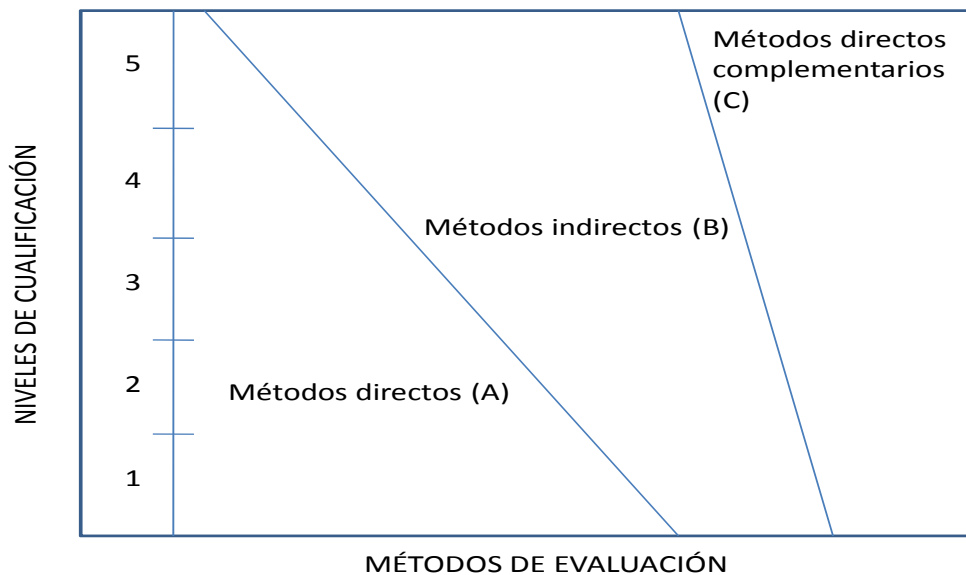 NIVELES DE CUALIFICACIÓN
5
4
3
2
1
Métodos directos
complementarios
(C)
Métodos indirectos (B)
Métodos directos (A)
MÉTODOS DE EVALUACIÓN